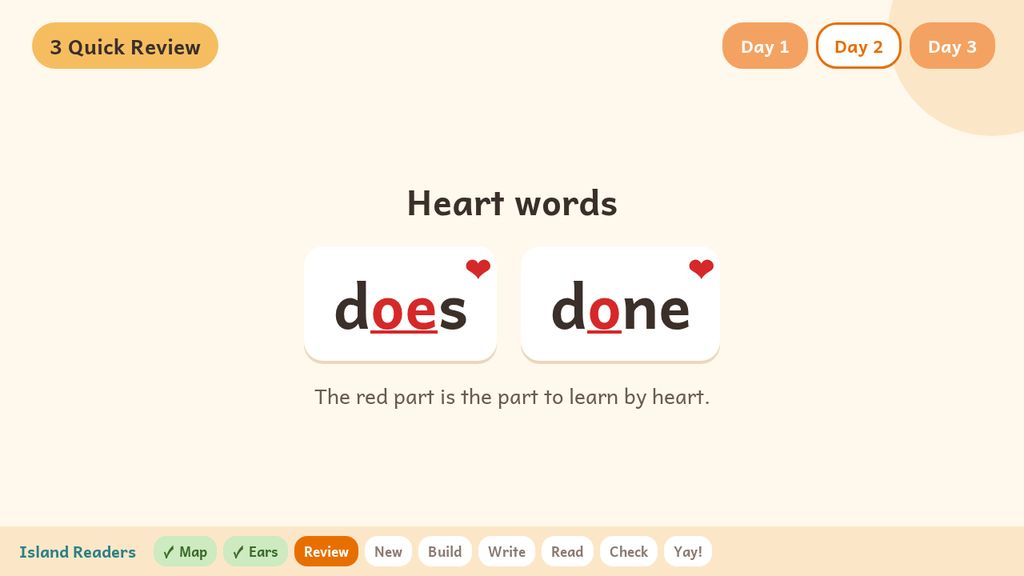 3 Quick Review
Day 1 Day 2 Day 3
Heart words
does done
The red part is the part to learn by heart.
Island Readers ✓ Map ✓ Ears Review New Build Write Read Check Yay!